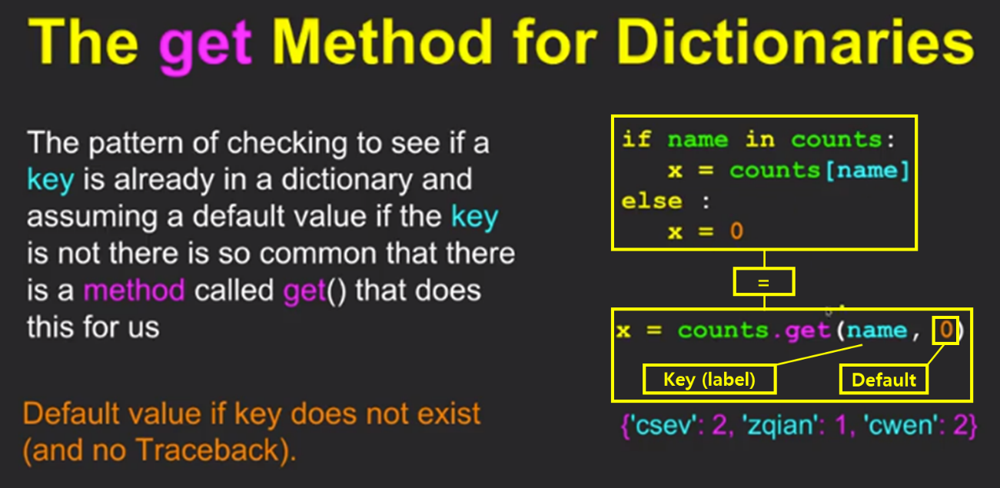 The get Method for Dictionaries
The pattern of checking to see if a
key is already in a dictionary and
assuming a default value if the key
is not there is so common that there
is a method called get() that does
this for us
Default value if key does not exist
(and no Traceback).
if name in counts:
    x = counts[name]
else :
    x = 0
=
x = counts.get(name, 0)
Key (label)
Default
{'csev': 2, 'zqian': 1, 'cwen': 2}